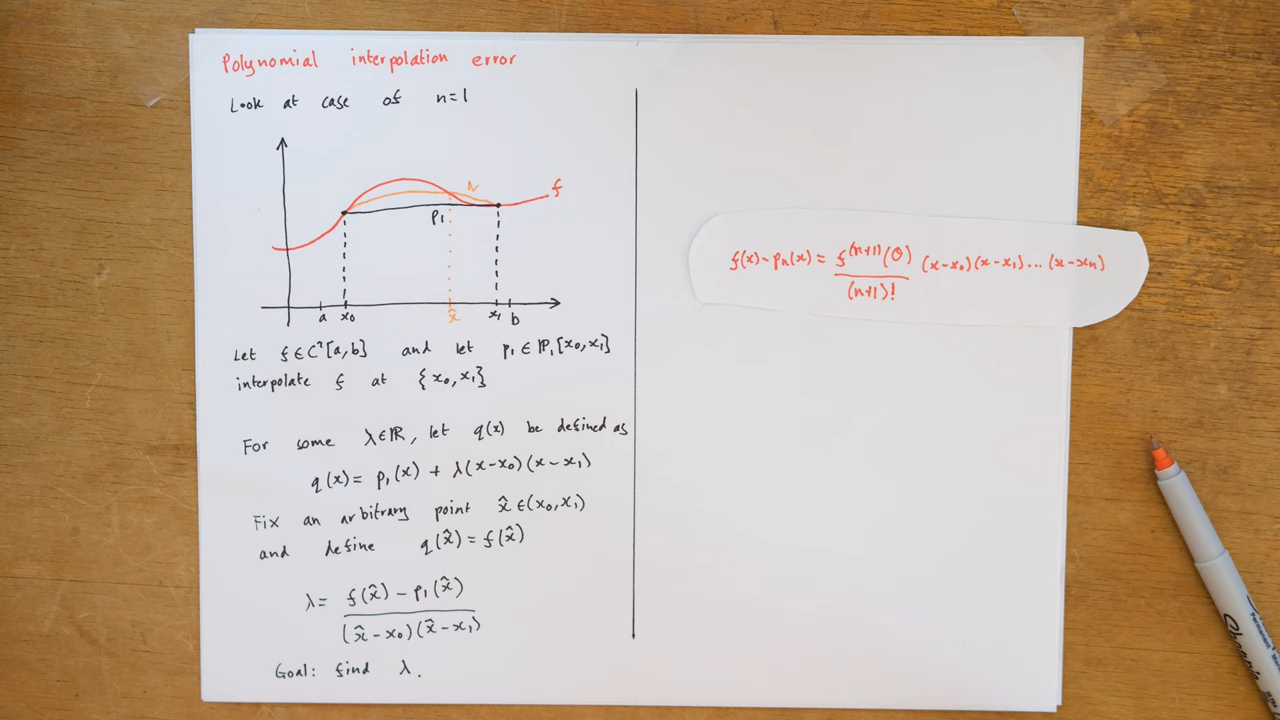 Polynomial interpolation error
Look at case of n=1
f
p₁
a x₀ x̂ x₁ b
Let f∈C²[a,b] and let p₁∈ℙ₁[x₀,x₁]
interpolate f at {x₀,x₁}
For some λ∈ℝ, let q(x) be defined as
q(x) = p₁(x) + λ(x-x₀)(x-x₁)
Fix an arbitrary point x̂∈(x₀,x₁)
and define q(x̂) = f(x̂)
λ = f(x̂) - p₁(x̂)
(x̂-x₀)(x̂-x₁)
Goal: find λ.
f(x)-pₙ(x) = f⁽ⁿ⁺¹⁾(θ) (x-x₀)(x-x₁)...(x-xₙ)
(n+1)!
Sharpie